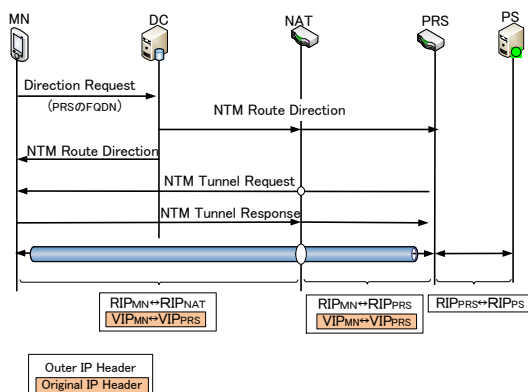 MN DC NAT PRS PS
Direction Request
(PRSのFQDN)
NTM Route Direction
NTM Route Direction
NTM Tunnel Request
NTM Tunnel Response
RIPMN↔RIPNAT
VIPMN↔VIPPRS
RIPMN↔RIPPRS
VIPMN↔VIPPRS
RIPPRS↔RIPPS
Outer IP Header
Original IP Header